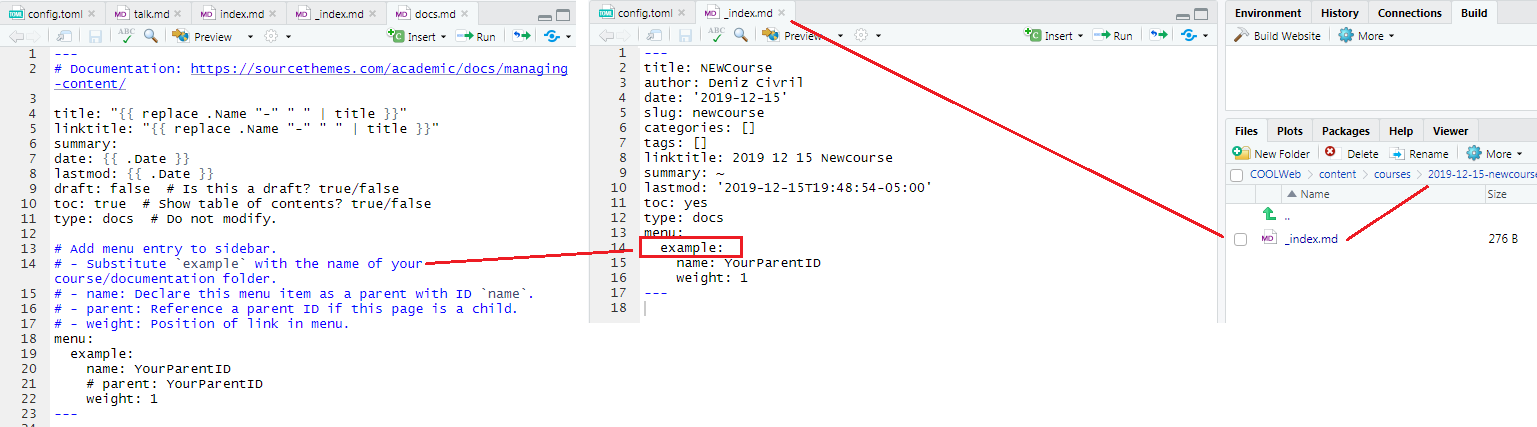 config.toml talk.md index.md _index.md docs.md
ABC Preview Insert Run
1 ---
2 # Documentation: https://sourcethemes.com/academic/docs/managing
-content/
3
4 title: "{{ replace .Name "-" " " | title }}"
5 linktitle: "{{ replace .Name "-" " " | title }}"
6 summary:
7 date: {{ .Date }}
8 lastmod: {{ .Date }}
9 draft: false # Is this a draft? true/false
10 toc: true # Show table of contents? true/false
11 type: docs # Do not modify.
12
13 # Add menu entry to sidebar.
14 # - Substitute `example` with the name of your
course/documentation folder.
15 # - name: Declare this menu item as a parent with ID `name`.
16 # - parent: Reference a parent ID if this page is a child.
17 # - weight: Position of link in menu.
18 menu:
19 example:
20 name: YourParentID
21 # parent: YourParentID
22 weight: 1
23 ---
config.toml _index.md
ABC Preview Insert Run
1 ---
2 title: NEWCourse
3 author: Deniz Civril
4 date: '2019-12-15'
5 slug: newcourse
6 categories: []
7 tags: []
8 linktitle: 2019 12 15 Newcourse
9 summary: ~
10 lastmod: '2019-12-15T19:48:54-05:00'
11 toc: yes
12 type: docs
13 menu:
14 example:
15 name: YourParentID
16 weight: 1
17 ---
18
Environment History Connections Build
Build Website More
Files Plots Packages Help Viewer
New Folder Delete Rename More
COOLWeb content courses 2019-12-15-newcourse
Name Size
..
MD _index.md 276 B